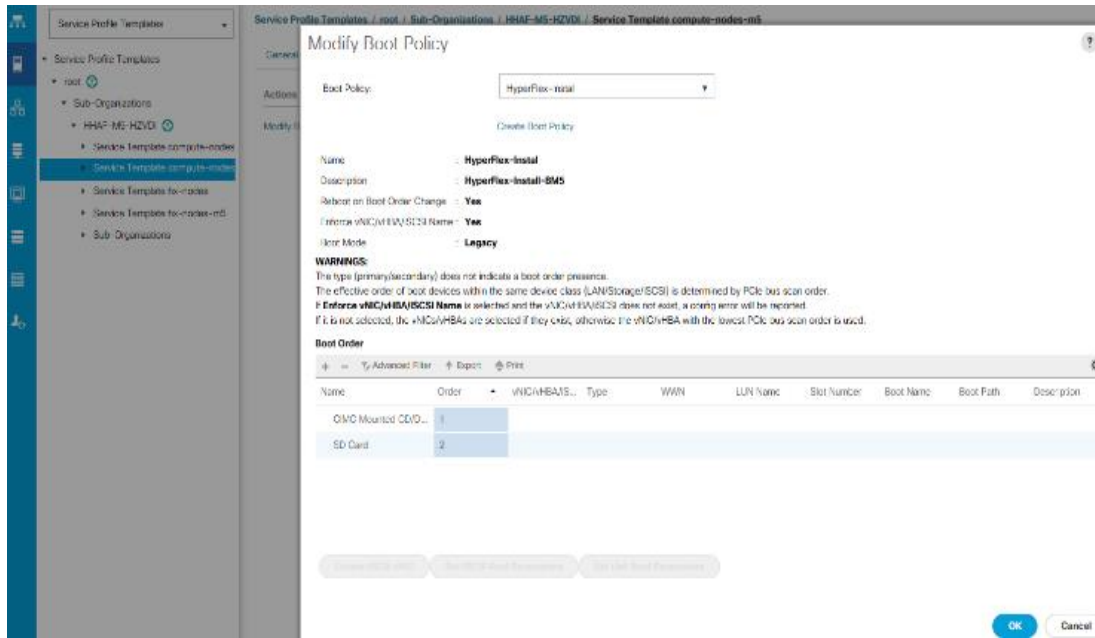 Service Profile Templates
Service Profile Templates
root
Sub-Organizations
HHAF-M5-HZVDI
Service Template compute-nodes
Service Template compute-nodes
Service Template hx-nodes
Service Template hx-nodes-m5
Sub-Organizations
Service Profile Templates / root / Sub-Organizations / HHAF-M5-HZVDI / Service Template compute-nodes-m5
General
Actions
Modify
Modify Boot Policy
?
Boot Policy:
HyperFlex-Instal
Create Boot Policy
Name : HyperFlex-Instal
Description : HyperFlex-Install-BM5
Reboot on Boot Order Change : Yes
Enforce vNIC/vHBA/iSCSI Name : Yes
Boot Mode : Legacy
WARNINGS:
The type (primary/secondary) does not indicate a boot order presence.
The effective order of boot devices within the same device class (LAN/Storage/iSCSI) is determined by PCIe bus scan order.
If Enforce vNIC/vHBA/iSCSI Name is selected and the vNIC/vHBA/iSCSI does not exist, a config error will be reported.
If it is not selected, the vNICs/vHBAs are selected if they exist, otherwise the vNIC/vHBA with the lowest PCIe bus scan order is used.
Boot Order
+ − Advanced Filter Export Print
Name Order vNIC/vHBA/iS... Type WWN LUN Name Slot Number Boot Name Boot Path Description
CIMC Mounted CD/D... 1
SD Card 2
OK Cancel